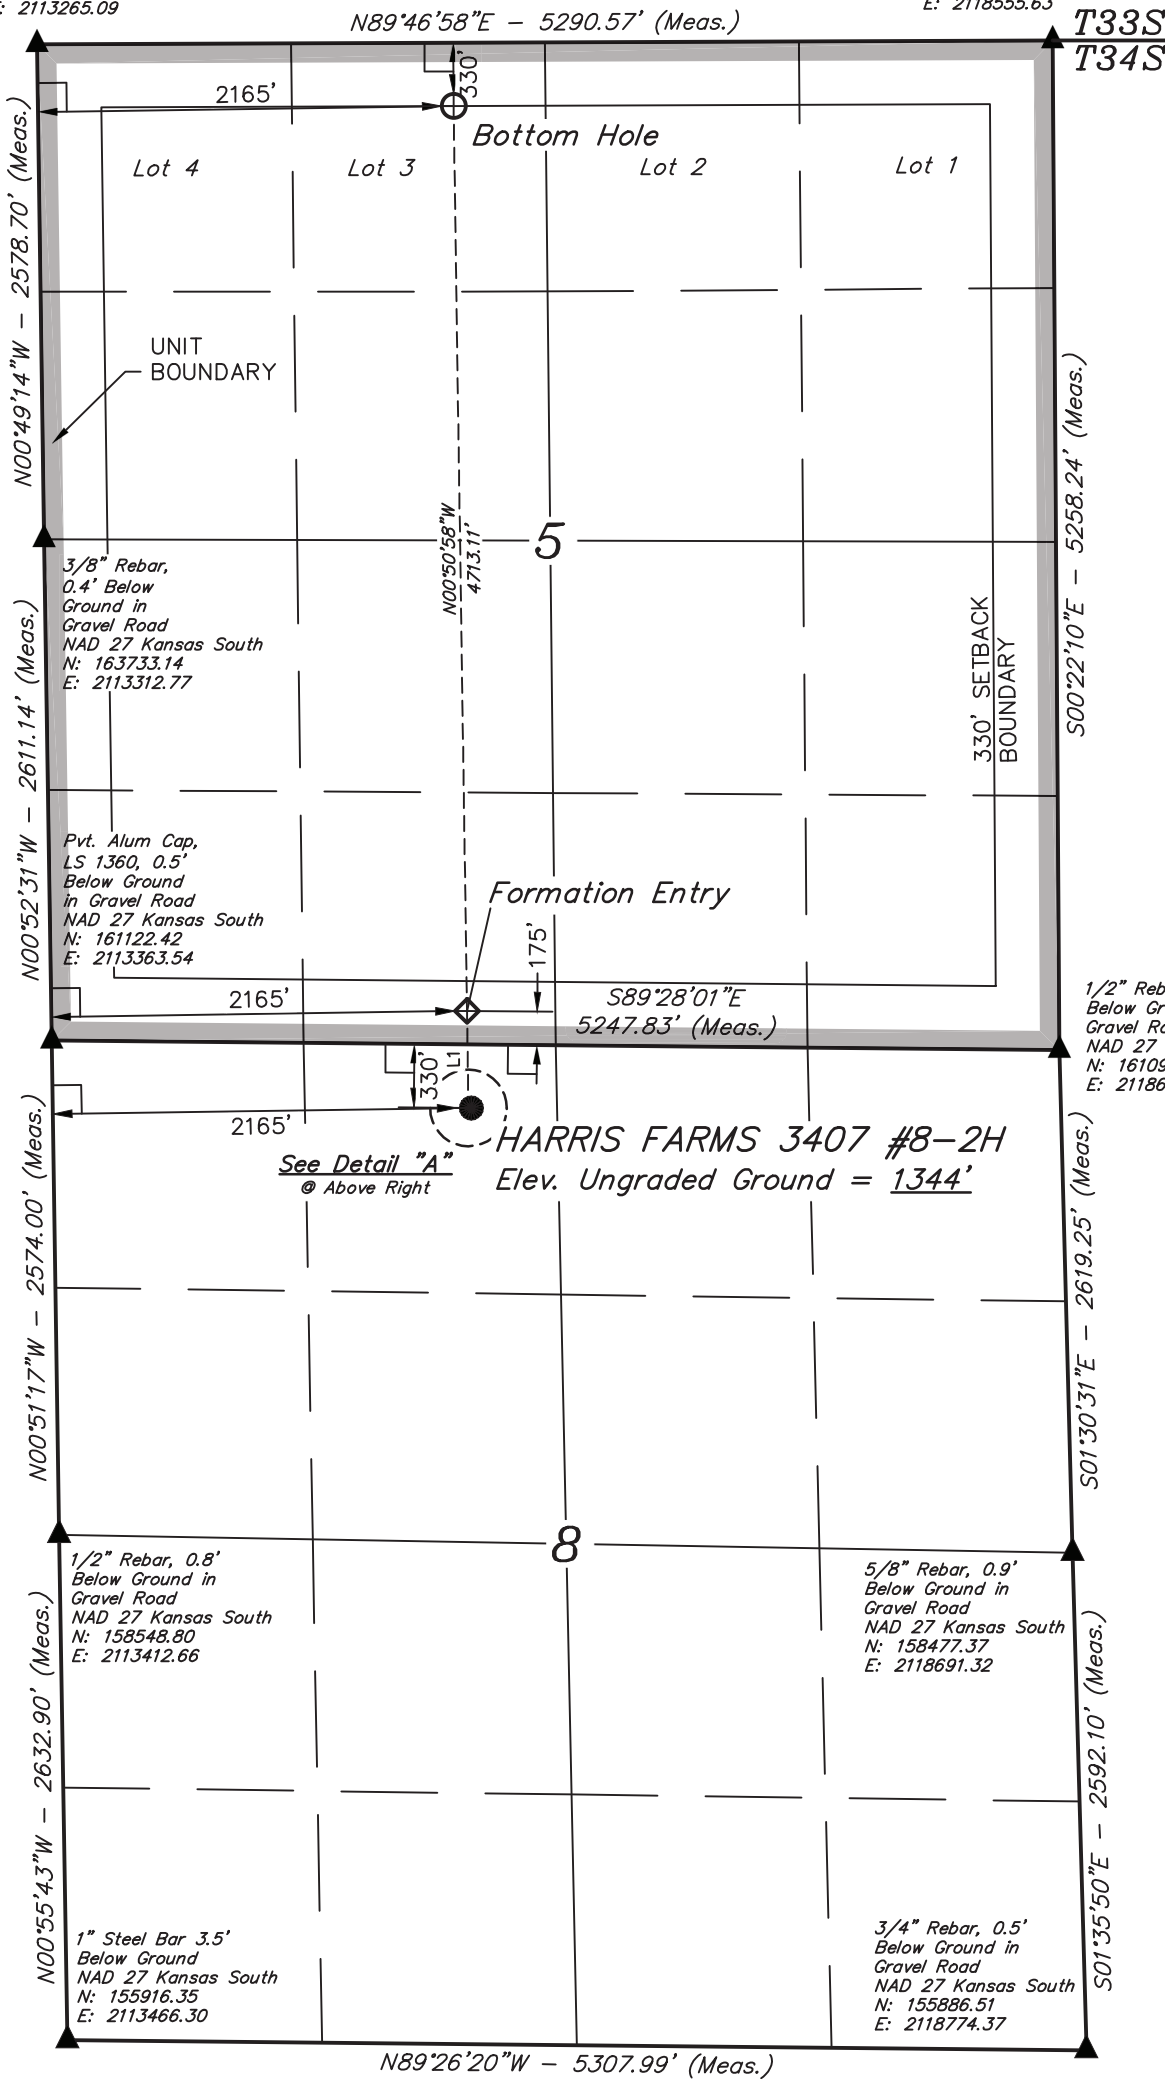 E: 2113265.09
E: 2118555.63
N89°46'58"E - 5290.57' (Meas.)
T33S
T34S
330'
2165'
Bottom Hole
Lot 4
Lot 3
Lot 2
Lot 1
N00°49'14"W - 2578.70' (Meas.)
UNIT
BOUNDARY
S00°22'10"E - 5258.24' (Meas.)
N00°50'58"W
4713.11'
5
3/8" Rebar,
0.4' Below
Ground in
Gravel Road
NAD 27 Kansas South
N: 163733.14
E: 2113312.77
330' SETBACK
BOUNDARY
N00°52'31"W - 2611.14' (Meas.)
Pvt. Alum Cap,
LS 1360, 0.5'
Below Ground
in Gravel Road
NAD 27 Kansas South
N: 161122.42
E: 2113363.54
Formation Entry
175'
2165'
S89°28'01"E
5247.83' (Meas.)
1/2" Reb
Below Gr
Gravel Ro
NAD 27
N: 16109
E: 21186
330'
L1
2165'
HARRIS FARMS 3407 #8-2H
See Detail "A"
@ Above Right
Elev. Ungraded Ground = 1344'
N00°51'17"W - 2574.00' (Meas.)
S01°30'31"E - 2619.25' (Meas.)
8
1/2" Rebar, 0.8'
Below Ground in
Gravel Road
NAD 27 Kansas South
N: 158548.80
E: 2113412.66
5/8" Rebar, 0.9'
Below Ground in
Gravel Road
NAD 27 Kansas South
N: 158477.37
E: 2118691.32
N00°55'43"W - 2632.90' (Meas.)
S01°35'50"E - 2592.10' (Meas.)
1" Steel Bar 3.5'
Below Ground
NAD 27 Kansas South
N: 155916.35
E: 2113466.30
3/4" Rebar, 0.5'
Below Ground in
Gravel Road
NAD 27 Kansas South
N: 155886.51
E: 2118774.37
N89°26'20"W - 5307.99' (Meas.)